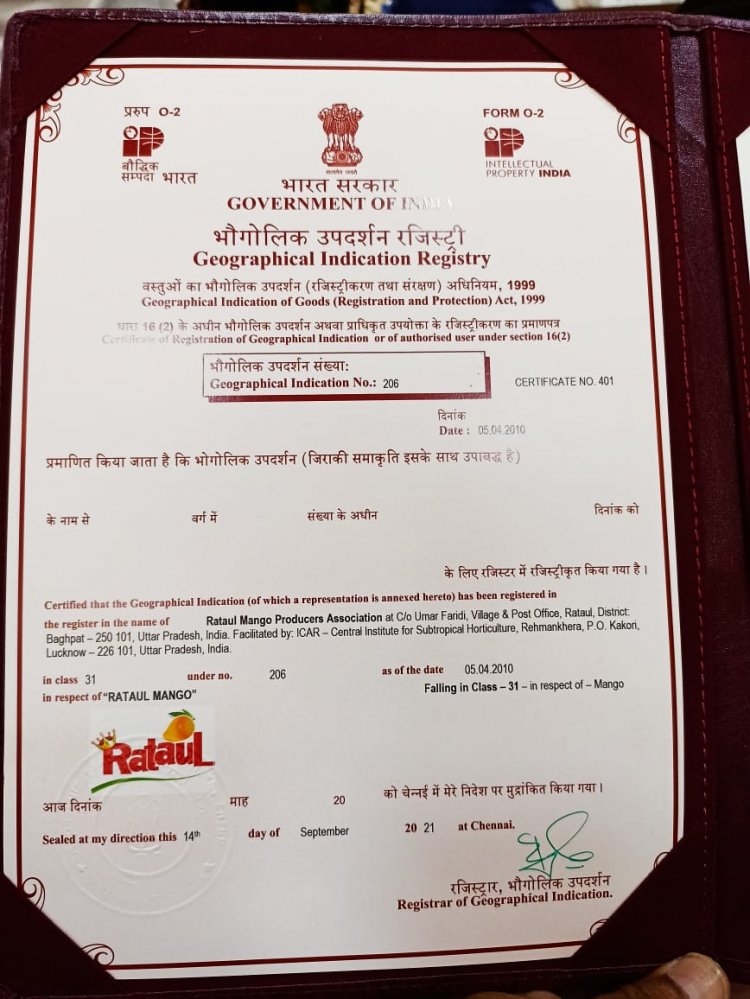 प्ररुप O-2
FORM O-2
बौद्धिक
सम्पदा भारत
INTELLECTUAL
PROPERTY INDIA
सत्यमेव जयते
भारत सरकार
GOVERNMENT OF INDIA
भौगोलिक उपदर्शन रजिस्ट्री
Geographical Indication Registry
वस्तुओं का भौगोलिक उपदर्शन (रजिस्ट्रीकरण तथा संरक्षण) अधिनियम, 1999
Geographical Indication of Goods (Registration and Protection) Act, 1999
धारा 16 (2) के अधीन भौगोलिक उपदर्शन अथवा प्राधिकृत उपयोक्ता के रजिस्ट्रीकरण का प्रमाणपत्र
Certificate of Registration of Geographical Indication or of authorised user under section 16(2)
भौगोलिक उपदर्शन संख्या:
Geographical Indication No.: 206
CERTIFICATE NO. 401
दिनांक
Date : 05.04.2010
प्रमाणित किया जाता है कि भोगोलिक उपदर्शन (जिराकी समाकृति इसके साथ उपावद्ध है)
के नाम से वर्ग में संख्या के अधीन दिनांक को
के लिए रजिस्टर में रजिस्ट्रीकृत किया गया है।
Certified that the Geographical Indication (of which a representation is annexed hereto) has been registered in
the register in the name of Rataul Mango Producers Association at C/o Umar Faridi, Village & Post Office, Rataul, District:
Baghpat – 250 101, Uttar Pradesh, India. Facilitated by: ICAR – Central Institute for Subtropical Horticulture, Rehmankhera, P.O. Kakori,
Lucknow – 226 101, Uttar Pradesh, India.
in class 31 under no. 206 as of the date 05.04.2010
in respect of “RATAUL MANGO” Falling in Class – 31 – in respect of – Mango
Rataul
आज दिनांक माह 20 को चेन्नई में मेरे निदेश पर मुद्रांकित किया गया।
Sealed at my direction this 14th day of September 20 21 at Chennai.
रजिस्ट्रार, भौगोलिक उपदर्शन
Registrar of Geographical Indication.